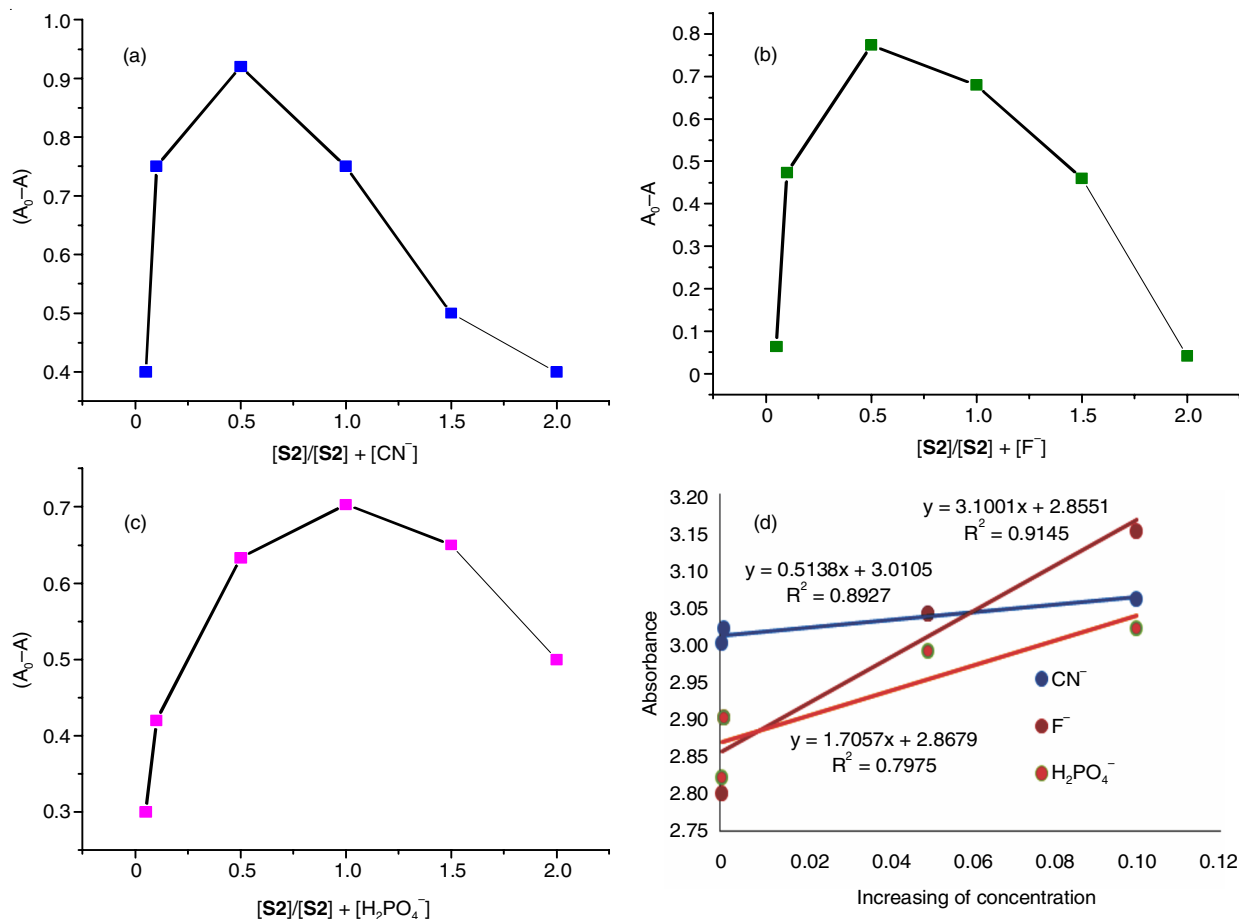 (a)
1.0
0.9
0.8
0.7
0.6
0.5
0.4
(A₀–A)
0 0.5 1.0 1.5 2.0
[S2]/[S2] + [CN⁻]
(b)
0.8
0.7
0.6
0.5
0.4
0.3
0.2
0.1
0
A₀–A
0 0.5 1.0 1.5 2.0
[S2]/[S2] + [F⁻]
(c)
0.7
0.6
0.5
0.4
0.3
(A₀–A)
0 0.5 1.0 1.5 2.0
[S2]/[S2] + [H₂PO₄⁻]
(d)
3.20
3.15
3.10
3.05
3.00
2.95
2.90
2.85
2.80
2.75
Absorbance
y = 3.1001x + 2.8551
R² = 0.9145
y = 0.5138x + 3.0105
R² = 0.8927
y = 1.7057x + 2.8679
R² = 0.7975
CN⁻
F⁻
H₂PO₄⁻
0 0.02 0.04 0.06 0.08 0.10 0.12
Increasing of concentration